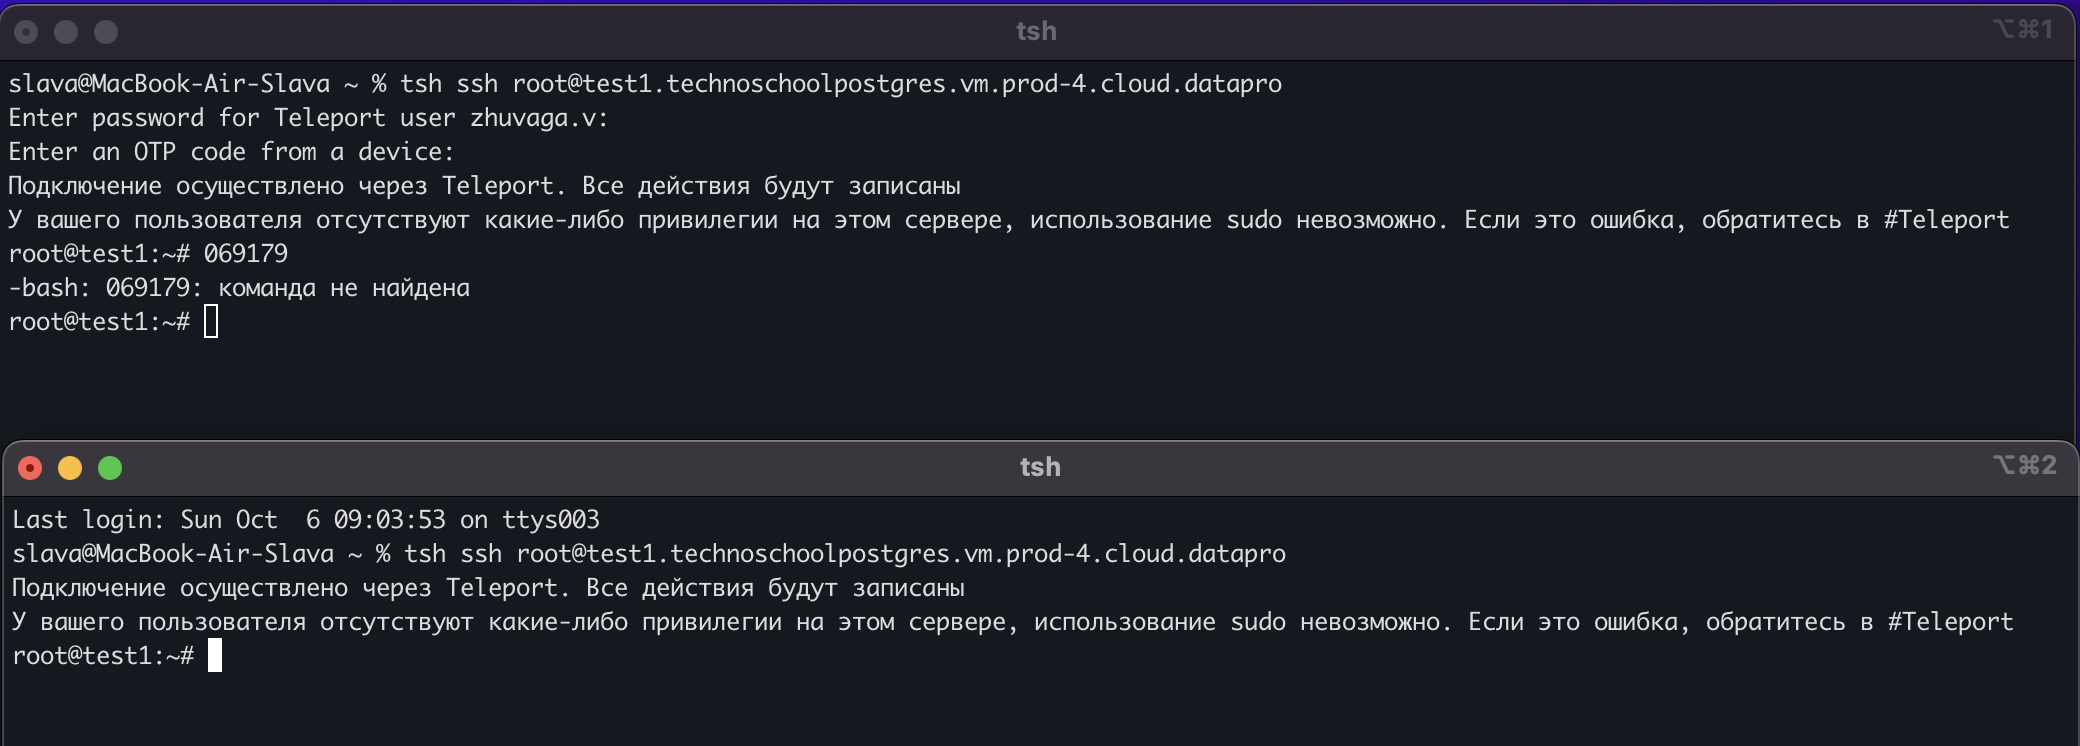 tsh
⌥⌘1
slava@MacBook-Air-Slava ~ % tsh ssh root@test1.technoschoolpostgres.vm.prod-4.cloud.datapro
Enter password for Teleport user zhuvaga.v:
Enter an OTP code from a device:
Подключение осуществлено через Teleport. Все действия будут записаны
У вашего пользователя отсутствуют какие-либо привилегии на этом сервере, использование sudo невозможно. Если это ошибка, обратитесь в #Teleport
root@test1:~# 069179
-bash: 069179: команда не найдена
root@test1:~#
tsh
⌥⌘2
Last login: Sun Oct  6 09:03:53 on ttys003
slava@MacBook-Air-Slava ~ % tsh ssh root@test1.technoschoolpostgres.vm.prod-4.cloud.datapro
Подключение осуществлено через Teleport. Все действия будут записаны
У вашего пользователя отсутствуют какие-либо привилегии на этом сервере, использование sudo невозможно. Если это ошибка, обратитесь в #Teleport
root@test1:~#